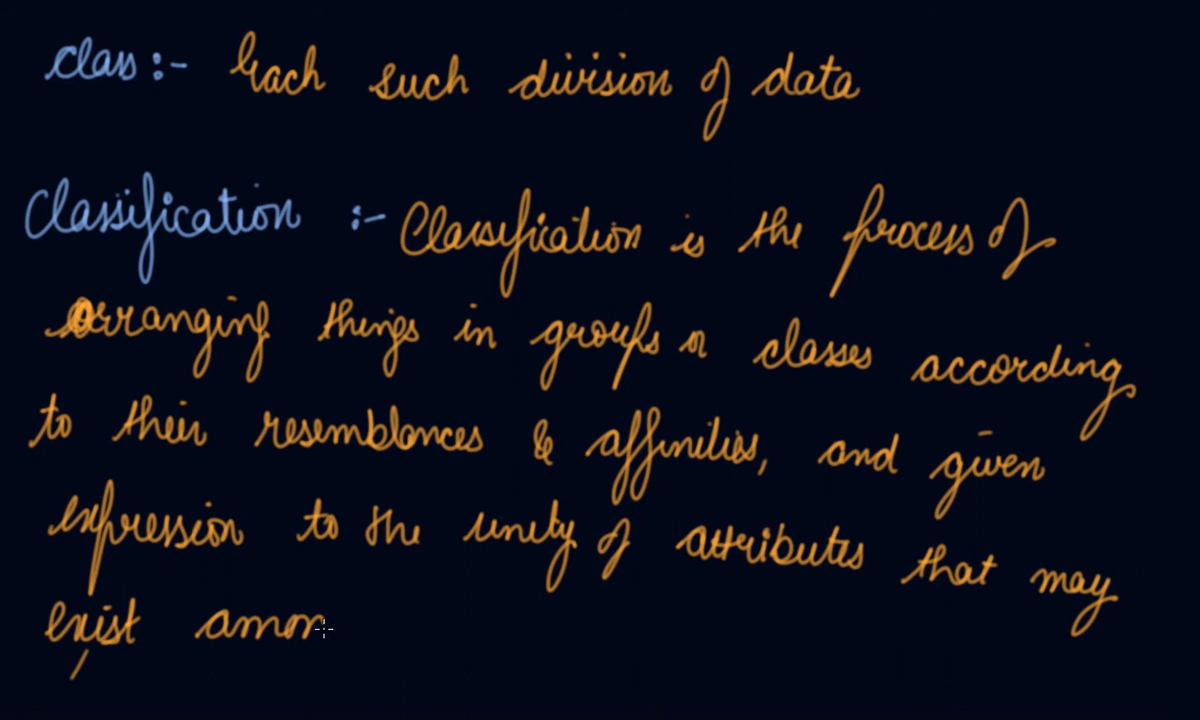 class :- Each such division of data
Classification :- Classification is the process of
arranging things in groups or classes according
to their resemblances & affinities, and given
expression to the unity of attributes that may
exist amon